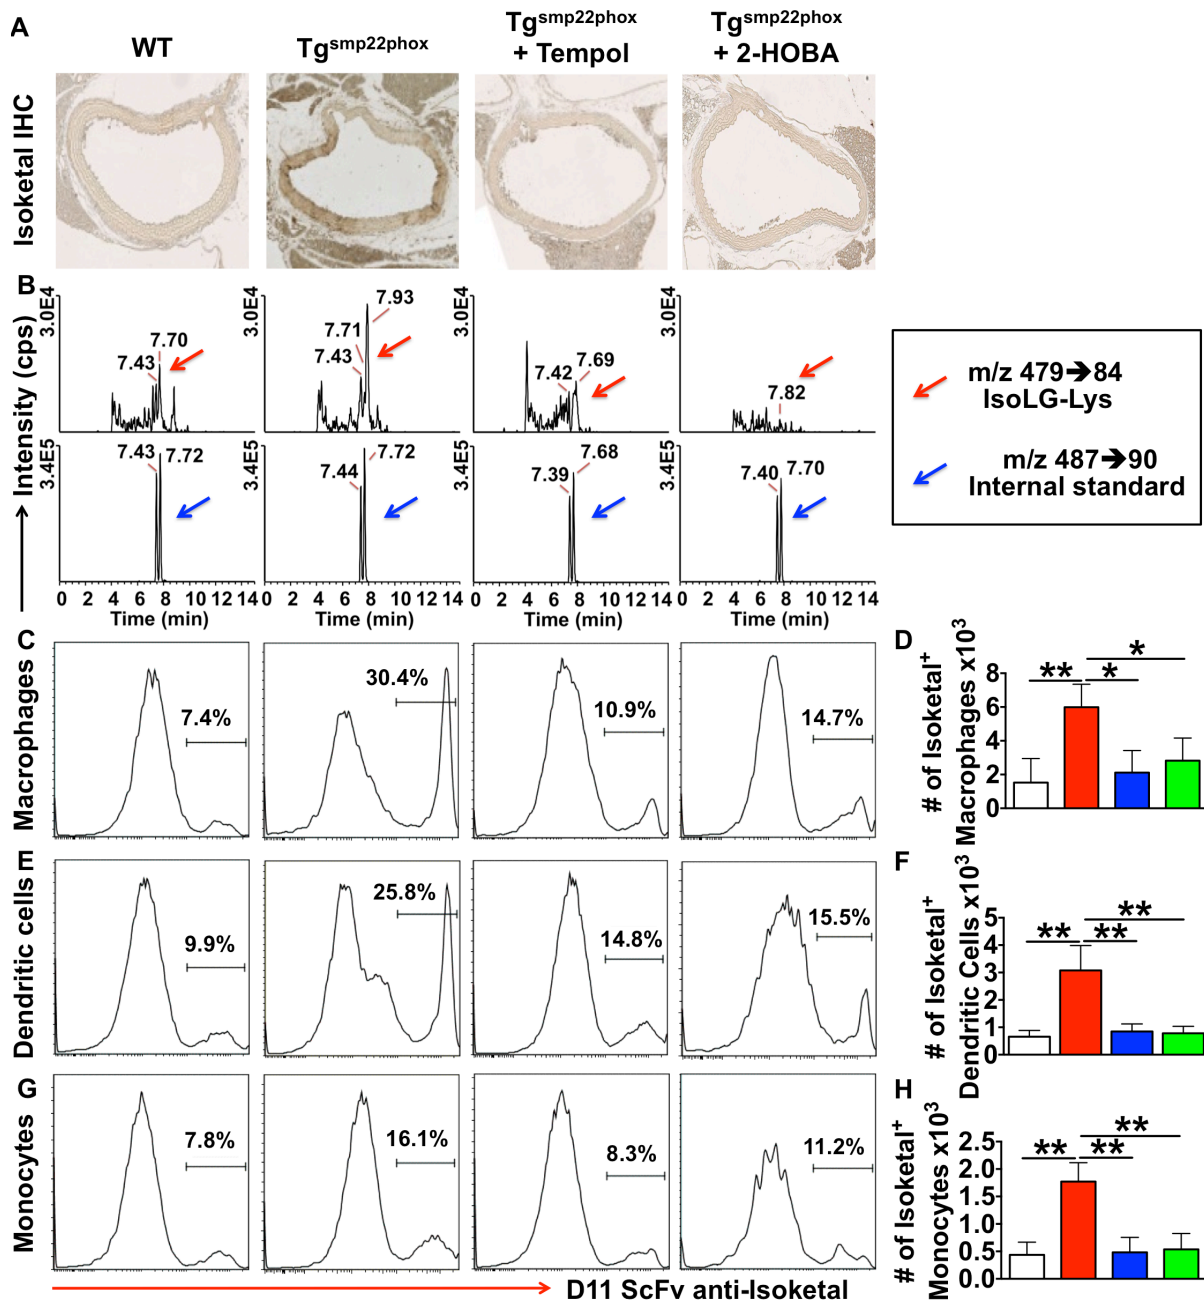 A
WT
Tgsmp22phox
Tgsmp22phox
+ Tempol
Tgsmp22phox
+ 2-HOBA
Isoketal IHC
B
Intensity (cps)
3.0E4
7.43
7.70
3.0E4
7.43
7.71
7.93
3.0E4
7.42
7.69
3.0E4
7.82
3.4E5
7.43
7.72
3.4E5
7.44
7.72
3.4E5
7.39
7.68
3.4E5
7.40
7.70
0 2 4 6 8 10 12 14
Time (min)
0 2 4 6 8 10 12 14
Time (min)
0 2 4 6 8 10 12 14
Time (min)
0 2 4 6 8 10 12 14
Time (min)
m/z 479➔84
IsoLG-Lys
m/z 487➔90
Internal standard
C
Macrophages
7.4%
30.4%
10.9%
14.7%
D
# of Isoketal+
Macrophages x103
8
6
4
2
0
**
*
*
E
Dendritic cells
9.9%
25.8%
14.8%
15.5%
F
# of Isoketal+
Dendritic Cells x103
5
4
3
2
1
0
**
**
**
G
Monocytes
7.8%
16.1%
8.3%
11.2%
H
# of Isoketal+
Monocytes x103
2.5
2.0
1.5
1.0
0.5
0.0
**
**
**
D11 ScFv anti-Isoketal